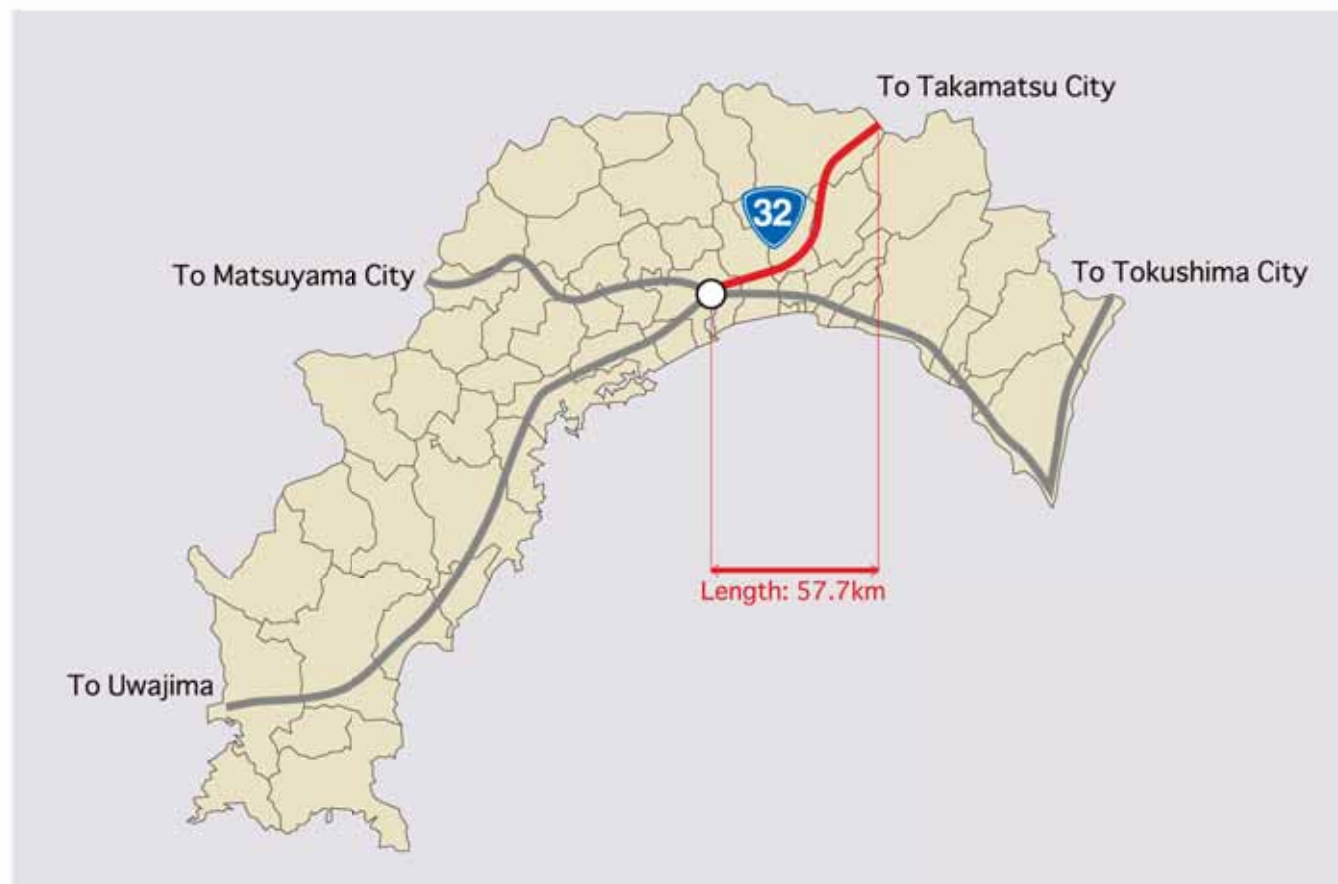 To Takamatsu City
32
To Matsuyama City
To Tokushima City
Length: 57.7km
To Uwajima